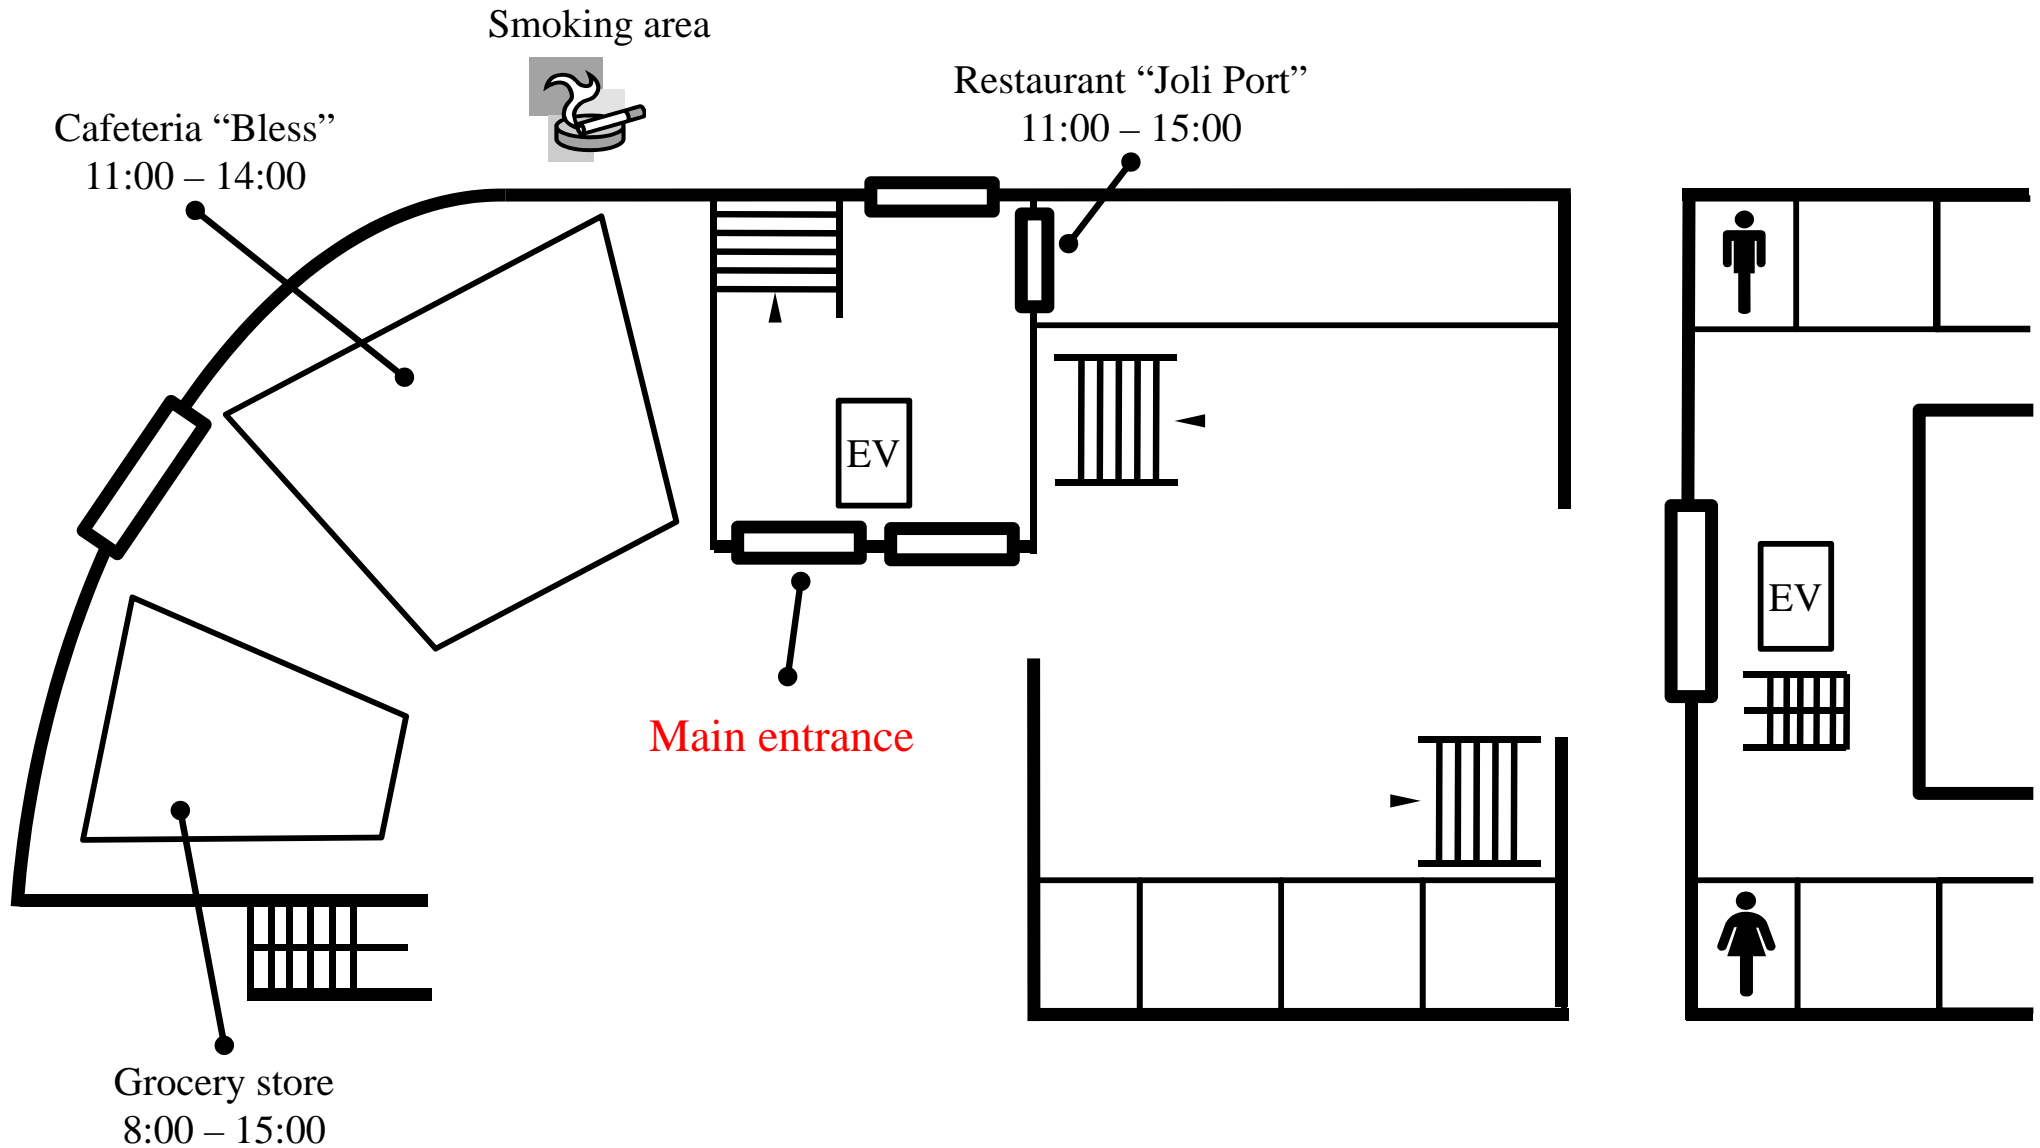 Smoking area
Restaurant “Joli Port”
11:00 – 15:00
Cafeteria “Bless”
11:00 – 14:00
EV
EV
Main entrance
Grocery store
8:00 – 15:00